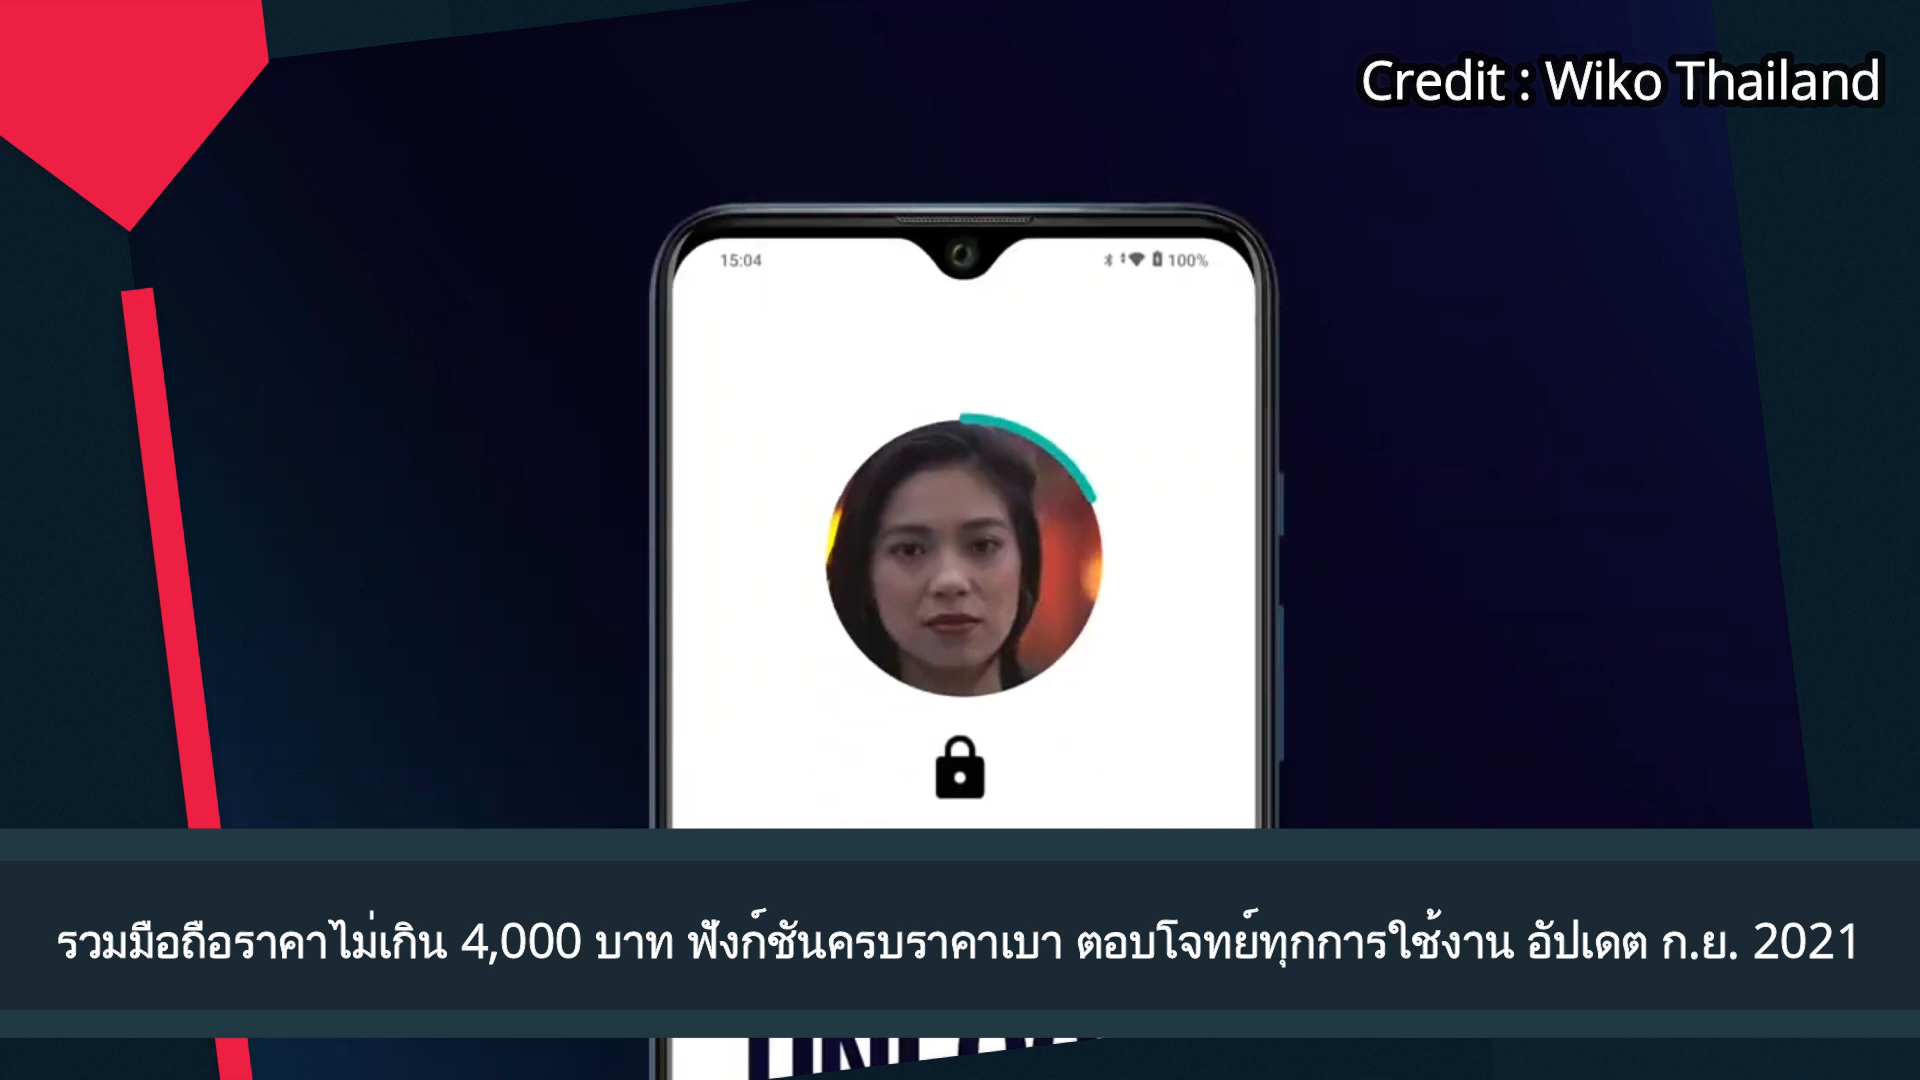 Credit : Wiko Thailand
15:04
100%
รวมมือถือราคาไม่เกิน 4,000 บาท ฟังก์ชันครบราคาเบา ตอบโจทย์ทุกการใช้งาน อัปเดต ก.ย. 2021